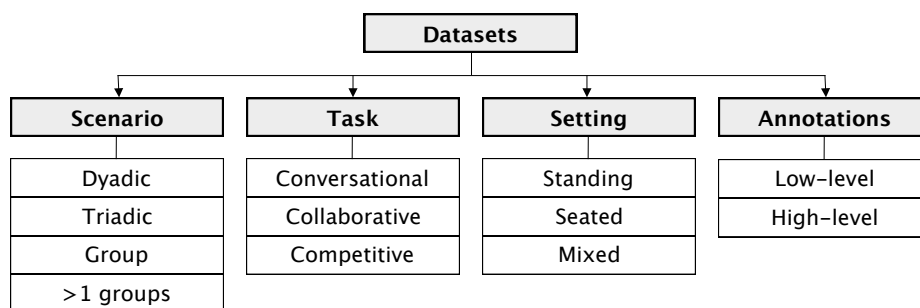 Datasets
Scenario
Dyadic
Triadic
Group
>1 groups
Task
Conversational
Collaborative
Competitive
Setting
Standing
Seated
Mixed
Annotations
Low-level
High-level